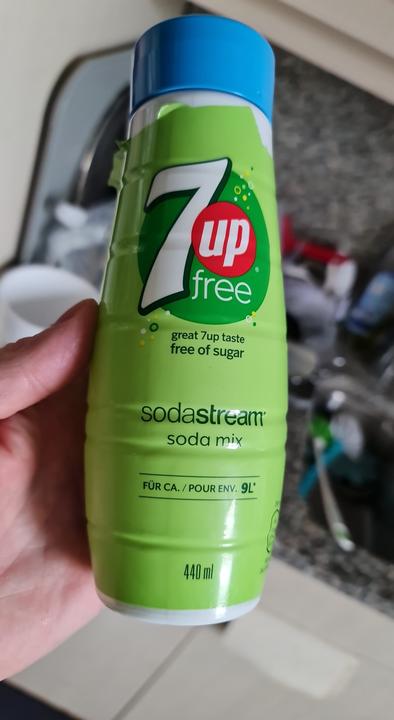 7up
free
great 7up taste
free of sugar
sodastream
soda mix
FÜR CA. / POUR ENV. 9L*
440 ml